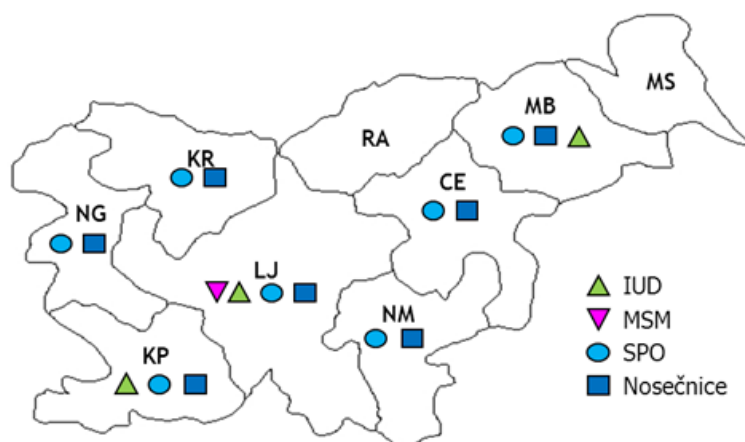 MS
MB
RA
KR
CE
NG
LJ
NM
KP
IUD
MSM
SPO
Nosečnice